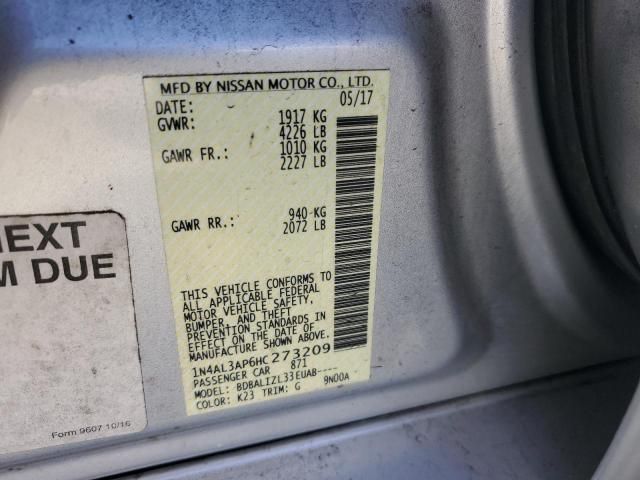 MFD BY NISSAN MOTOR CO., LTD.
DATE: 05/17
GVWR: 1917 KG
4226 LB
GAWR FR.: 1010 KG
2227 LB
GAWR RR.: 940 KG
2072 LB
THIS VEHICLE CONFORMS TO
ALL APPLICABLE FEDERAL
MOTOR VEHICLE SAFETY,
BUMPER, AND THEFT
PREVENTION STANDARDS IN
EFFECT ON THE DATE OF
MANUFACTURE SHOWN ABOVE.
1N4AL3AP6HC273209
PASSENGER CAR 871
MODEL: BDBALIZL33EUAB----
COLOR: K23 TRIM: G 9N00A
NEXT
M DUE
Form 9607 10/16